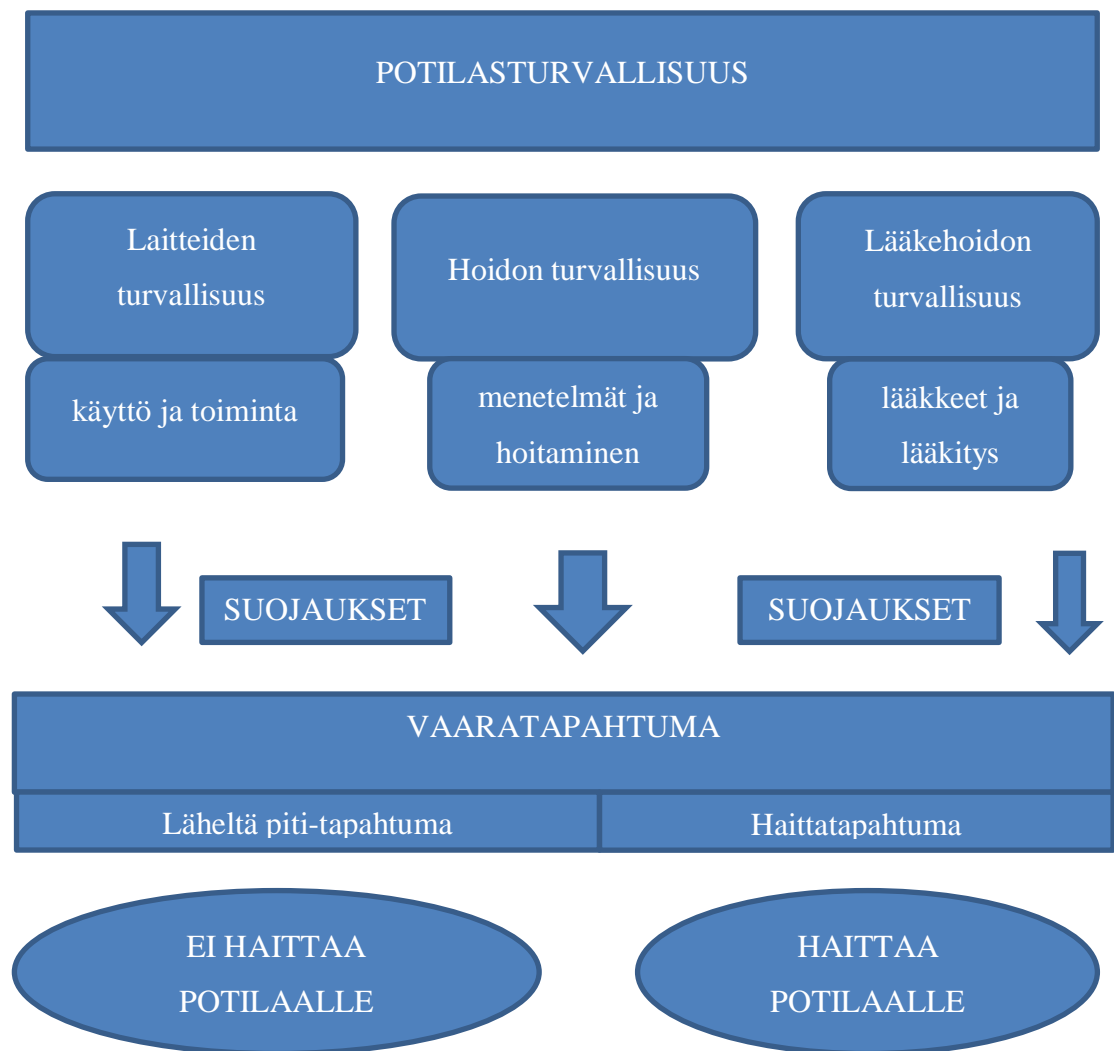 POTILASTURVALLISUUS
Laitteiden
turvallisuus
käyttö ja toiminta
Hoidon turvallisuus
menetelmät ja
hoitaminen
Lääkehoidon
turvallisuus
lääkkeet ja
lääkitys
SUOJAUKSET
SUOJAUKSET
VAARATAPAHTUMA
Läheltä piti-tapahtuma
Haittatapahtuma
EI HAITTAA
POTILAALLE
HAITTAA
POTILAALLE